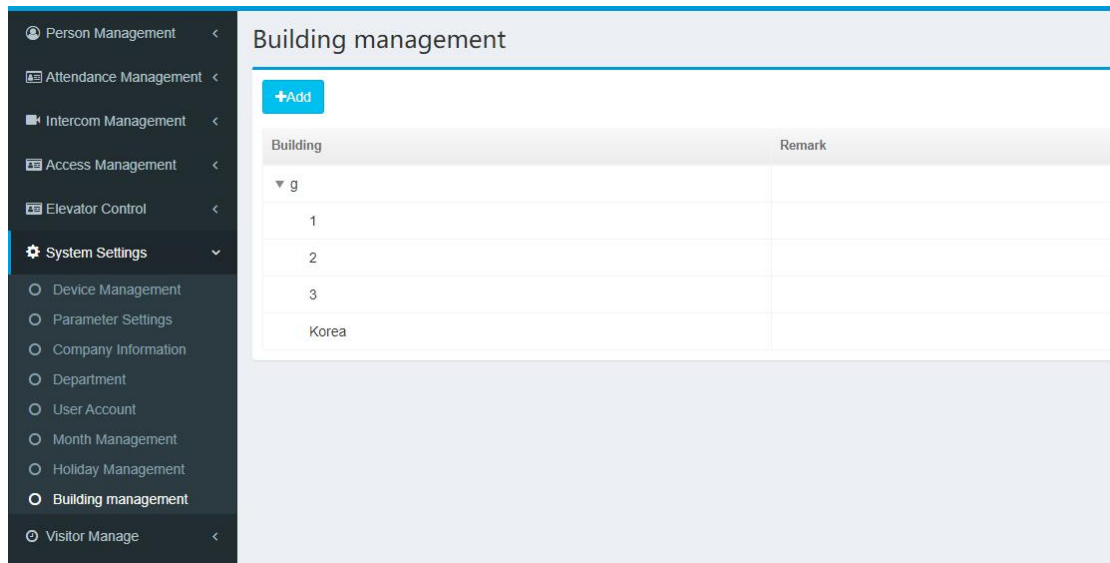 Person Management
Attendance Management
Intercom Management
Access Management
Elevator Control
System Settings
Device Management
Parameter Settings
Company Information
Department
User Account
Month Management
Holiday Management
Building management
Visitor Manage
Building management
+Add
Building Remark
g
1
2
3
Korea